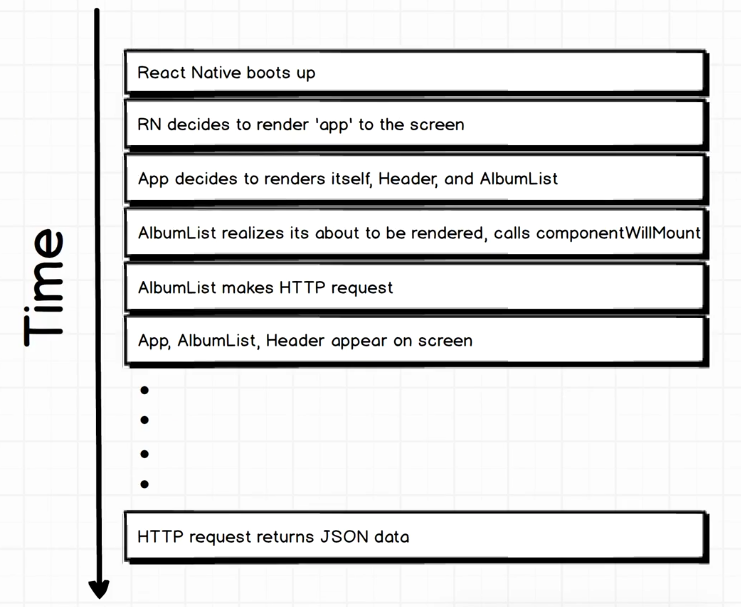 Time
React Native boots up
RN decides to render 'app' to the screen
App decides to renders itself, Header, and AlbumList
AlbumList realizes its about to be rendered, calls componentWillMount
AlbumList makes HTTP request
App, AlbumList, Header appear on screen
HTTP request returns JSON data